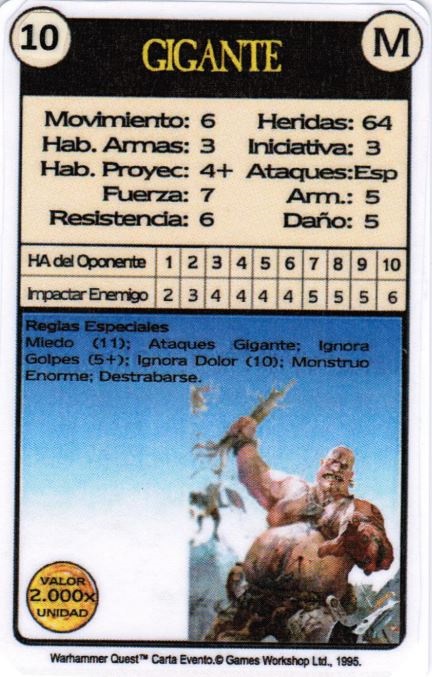 10
GIGANTE
M
Movimiento: 6 Heridas: 64
Hab. Armas: 3 Iniciativa: 3
Hab. Proyec: 4+ Ataques:Esp
Fuerza: 7 Arm.: 5
Resistencia: 6 Daño: 5
HA del Oponente 1 2 3 4 5 6 7 8 9 10
Impactar Enemigo 2 3 4 4 4 4 5 5 5 6
Reglas Especiales
Miedo (11); Ataques Gigante; Ignora
Golpes (5+); Ignora Dolor (10); Monstruo
Enorme; Destrabarse.
VALOR
2.000x
UNIDAD
Warhammer Quest™ Carta Evento.© Games Workshop Ltd., 1995.